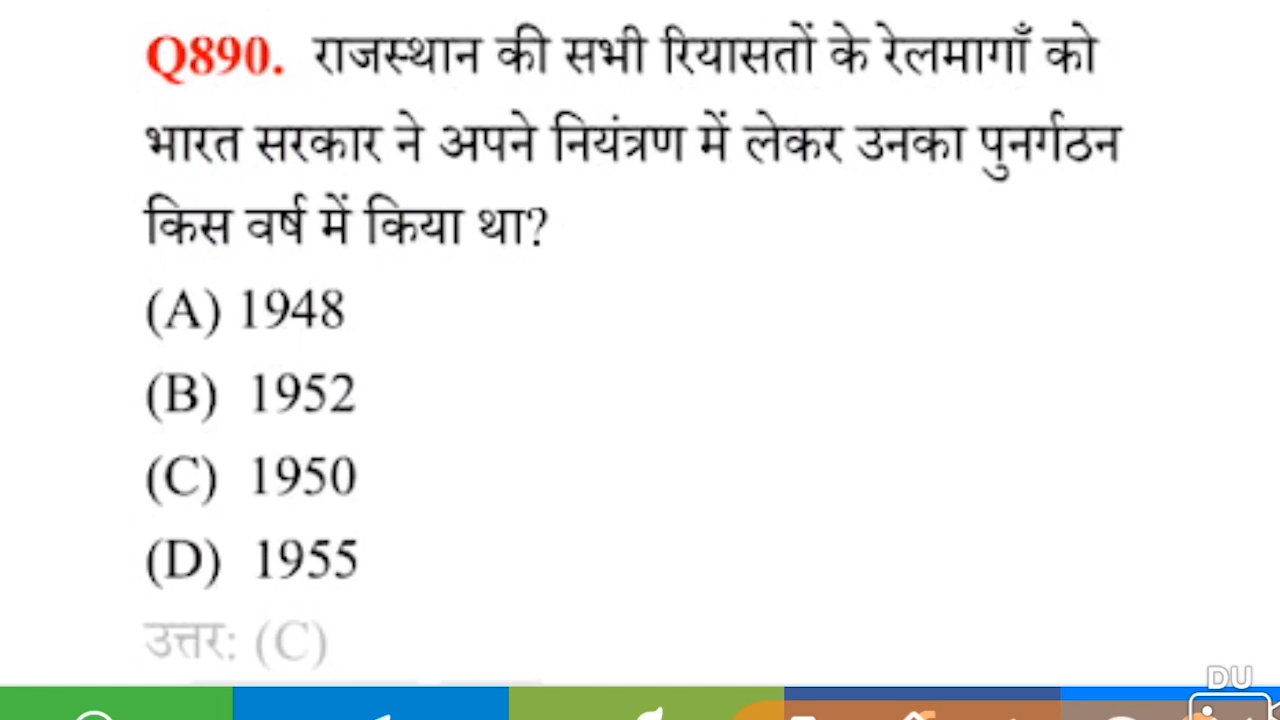 Q890. राजस्थान की सभी रियासतों के रेलमागाँ को
भारत सरकार ने अपने नियंत्रण में लेकर उनका पुनर्गठन
किस वर्ष में किया था?
(A) 1948
(B) 1952
(C) 1950
(D) 1955
उत्तर: (C)
DU